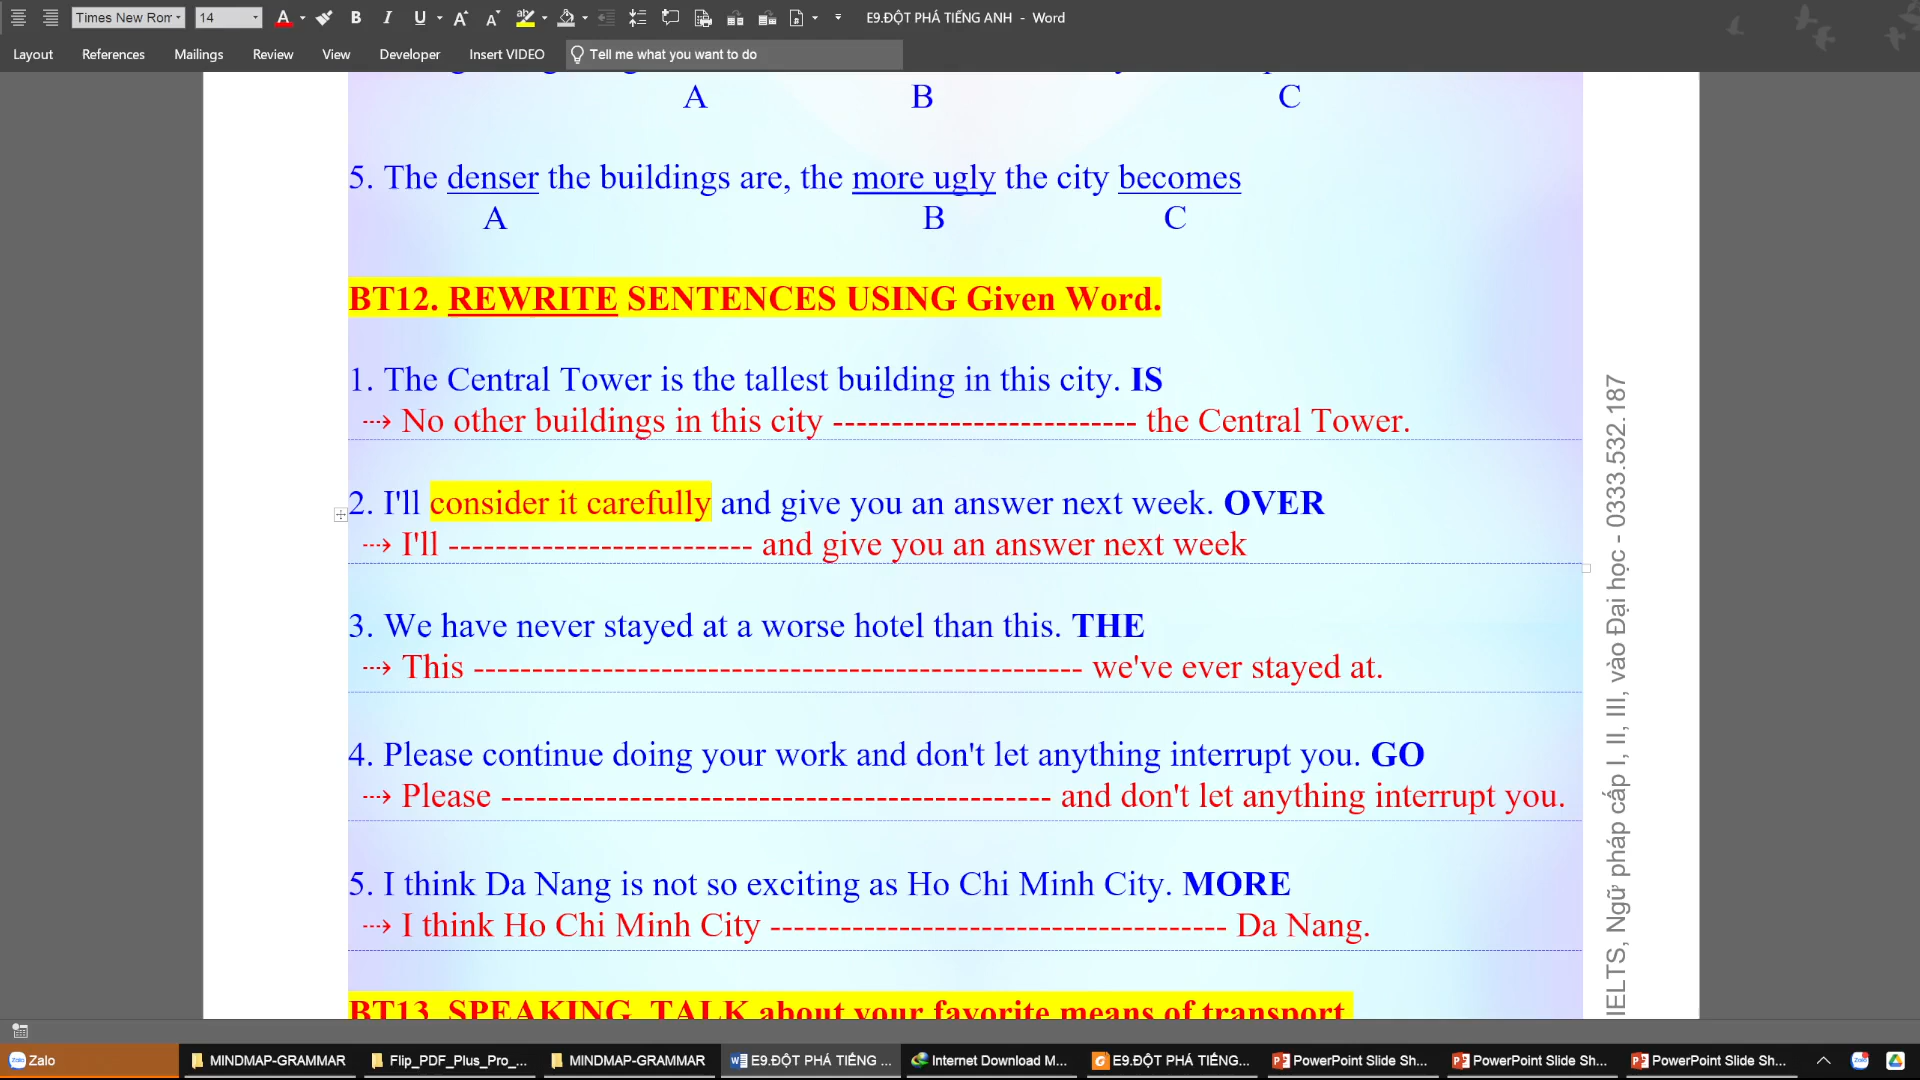 Times New Rom 14 A B I U A A E9.ĐỘT PHÁ TIẾNG ANH - Word
Layout References Mailings Review View Developer Insert VIDEO Tell me what you want to do
A B C
5. The denser the buildings are, the more ugly the city becomes
A B C
BT12. REWRITE SENTENCES USING Given Word.
1. The Central Tower is the tallest building in this city. IS
⇢ No other buildings in this city -------------------------- the Central Tower.
2. I'll consider it carefully and give you an answer next week. OVER
⇢ I'll -------------------------- and give you an answer next week
3. We have never stayed at a worse hotel than this. THE
⇢ This ---------------------------------------------------- we've ever stayed at.
4. Please continue doing your work and don't let anything interrupt you. GO
⇢ Please ----------------------------------------------- and don't let anything interrupt you.
5. I think Da Nang is not so exciting as Ho Chi Minh City. MORE
⇢ I think Ho Chi Minh City --------------------------------------- Da Nang.
BT13. SPEAKING. TALK about your favorite means of transport.
IELTS, Ngữ pháp cấp I, II, III, vào Đại học - 0333.532.187
Zalo MINDMAP-GRAMMAR Flip_PDF_Plus_Pro_... MINDMAP-GRAMMAR E9.ĐỘT PHÁ TIẾNG ... Internet Download M... E9.ĐỘT PHÁ TIẾNG... PowerPoint Slide Sh... PowerPoint Slide Sh... PowerPoint Slide Sh...